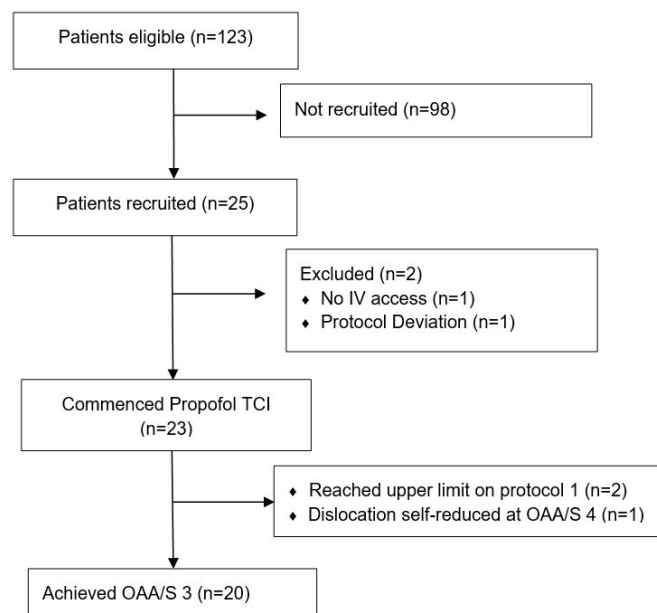 Patients eligible (n=123)
Not recruited (n=98)
Patients recruited (n=25)
Excluded (n=2)
♦ No IV access (n=1)
♦ Protocol Deviation (n=1)
Commenced Propofol TCI
(n=23)
♦ Reached upper limit on protocol 1 (n=2)
♦ Dislocation self-reduced at OAA/S 4 (n=1)
Achieved OAA/S 3 (n=20)